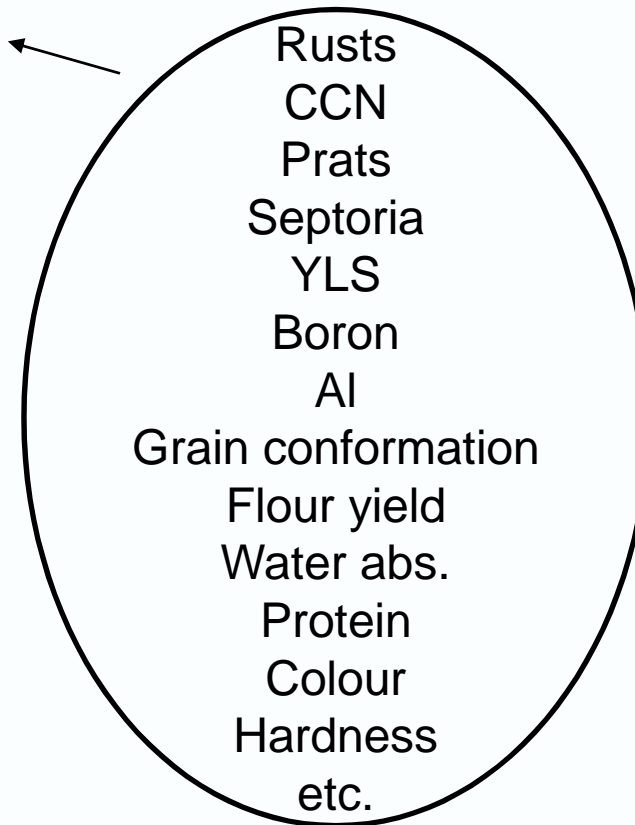 Rusts
CCN
Prats
Septoria
YLS
Boron
Al
Grain conformation
Flour yield
Water abs.
Protein
Colour
Hardness
etc.